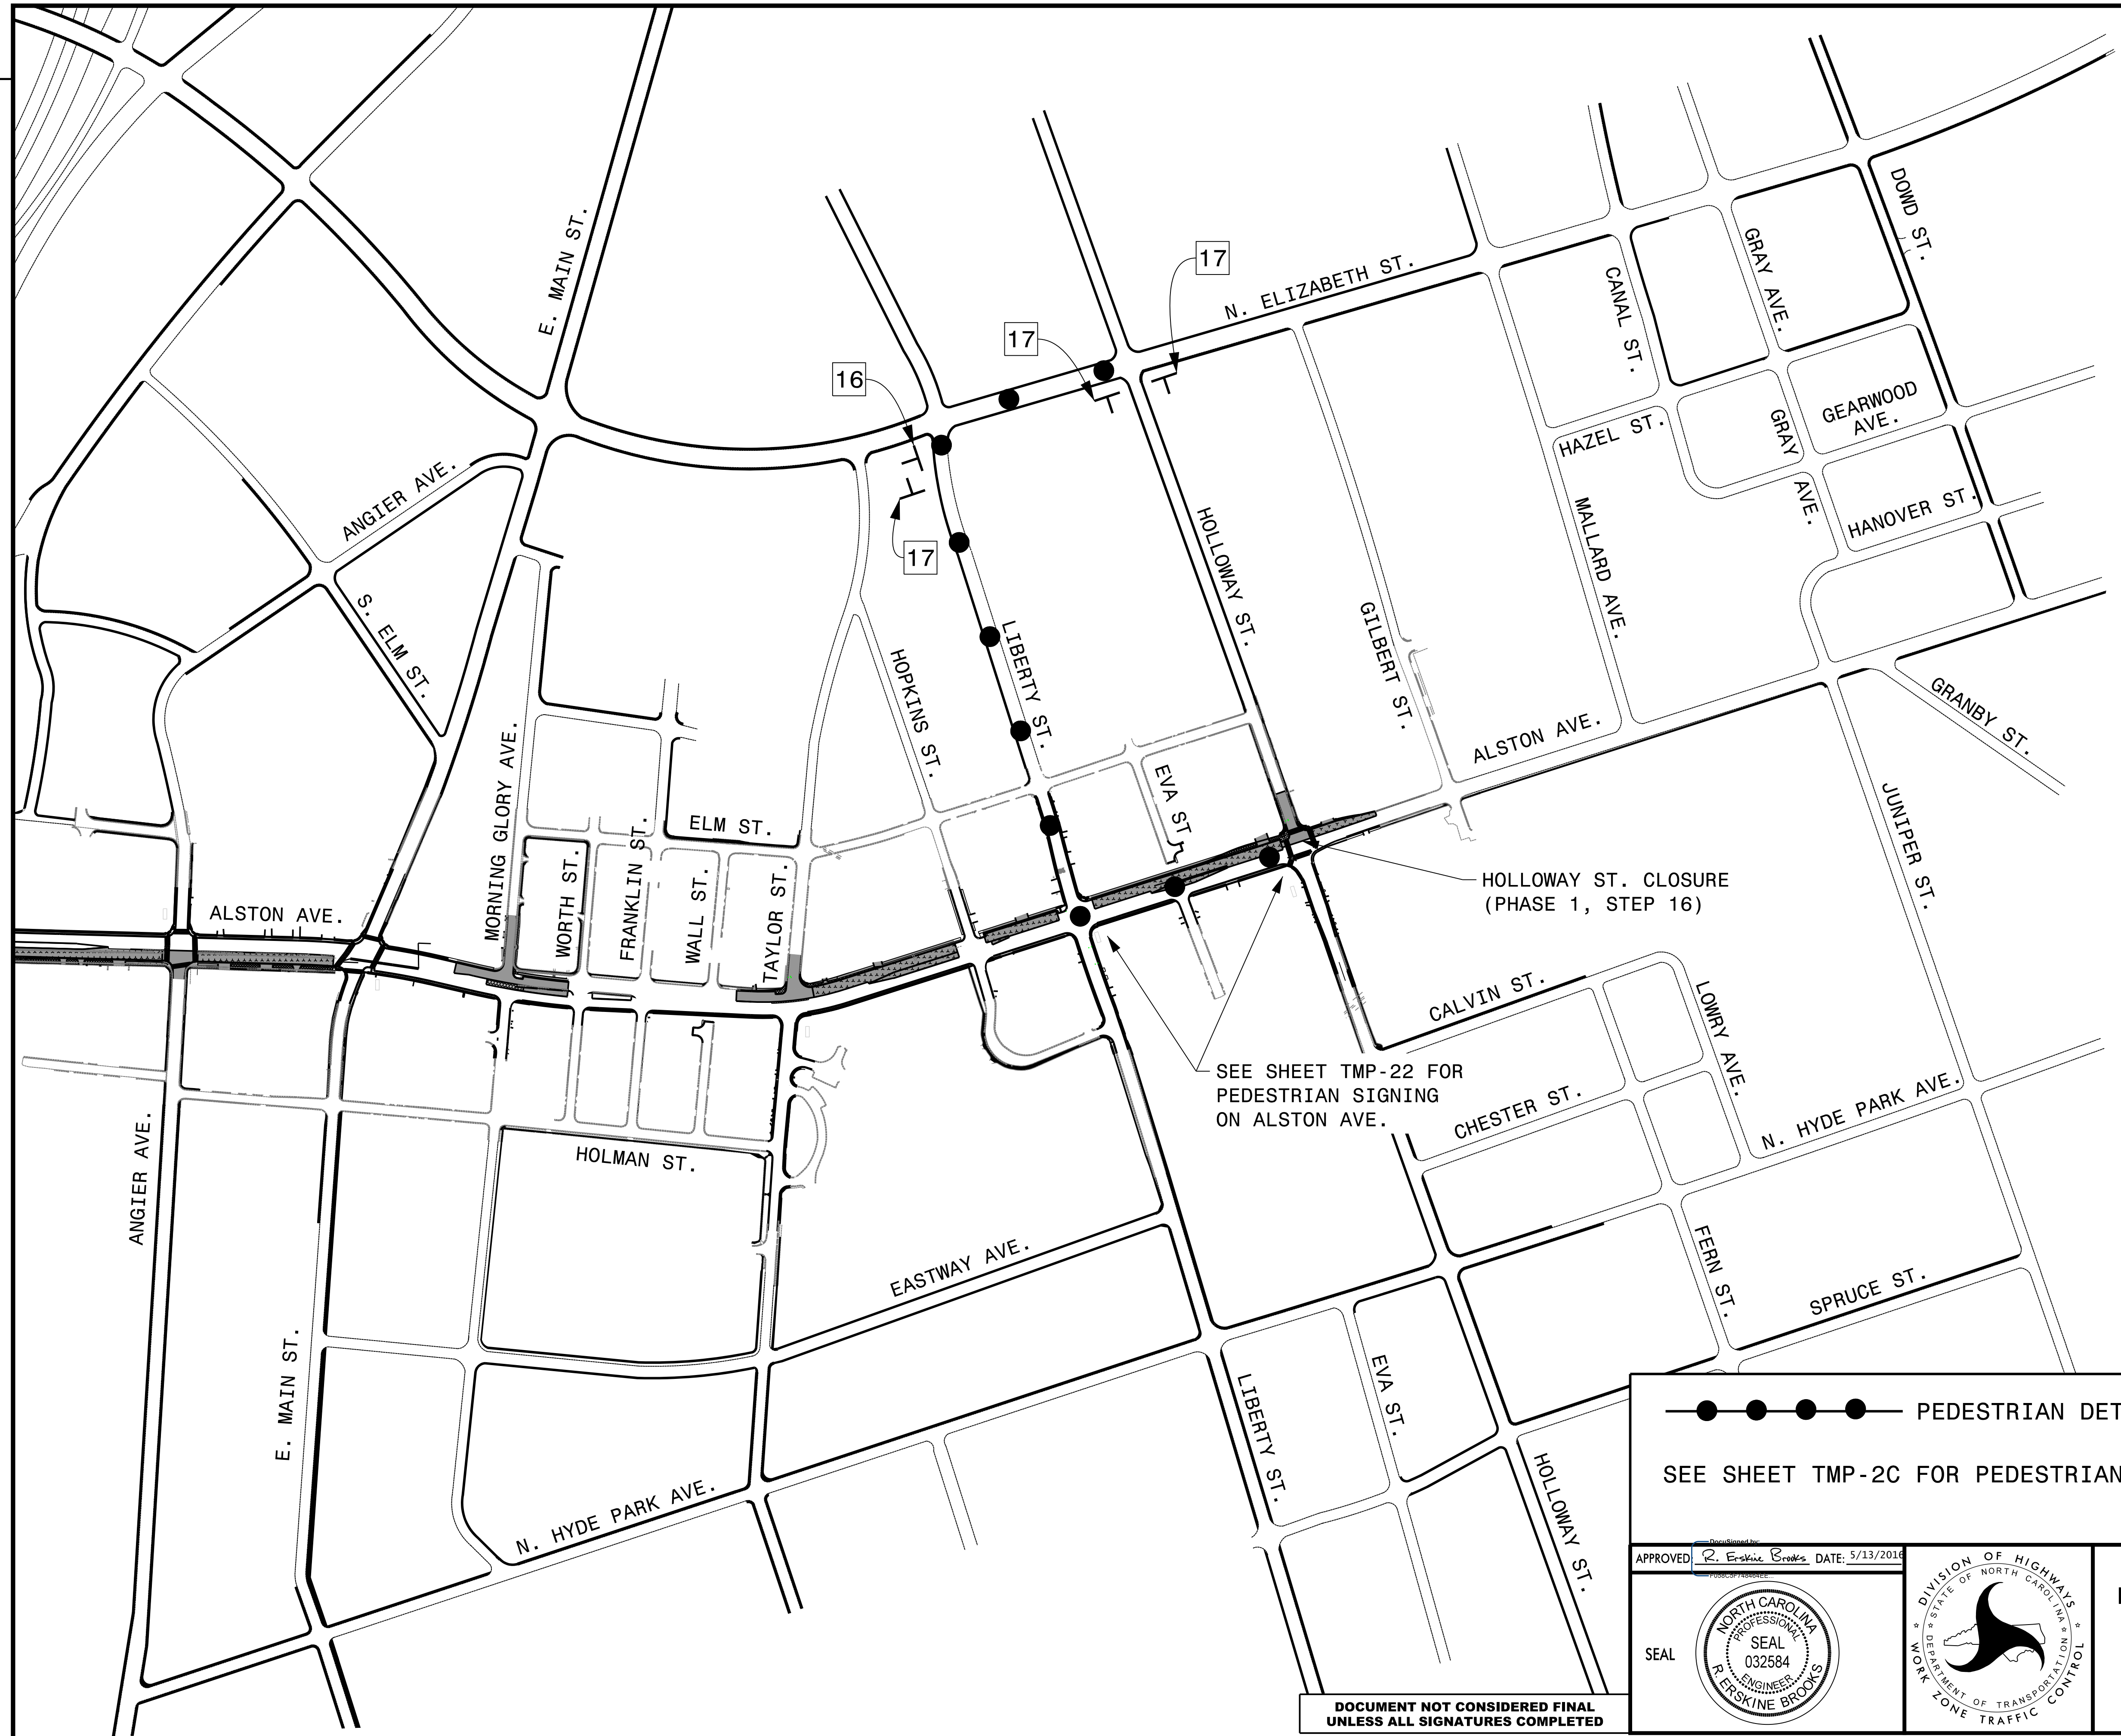 E. MAIN ST.
DOWD ST.
GRAY AVE.
17
N. ELIZABETH ST.
CANAL ST.
17
16
GEARWOOD
AVE.
GRAY
AVE.
HAZEL ST.
ANGIER AVE.
HANOVER ST.
17
HOLLOWAY ST.
MALLARD AVE.
S. ELM ST.
LIBERTY ST.
GILBERT ST.
HOPKINS ST.
GRANBY ST.
MORNING GLORY AVE.
ALSTON AVE.
EVA ST.
JUNIPER ST.
ELM ST.
WORTH ST.
FRANKLIN ST.
WALL ST.
TAYLOR ST.
ALSTON AVE.
HOLLOWAY ST. CLOSURE
(PHASE 1, STEP 16)
CALVIN ST.
LOWRY AVE.
SEE SHEET TMP-22 FOR
PEDESTRIAN SIGNING
ON ALSTON AVE.
CHESTER ST.
N. HYDE PARK AVE.
ANGIER AVE.
HOLMAN ST.
EASTWAY AVE.
FERN ST.
SPRUCE ST.
E. MAIN ST.
LIBERTY ST.
EVA ST.
HOLLOWAY ST.
N. HYDE PARK AVE.
PEDESTRIAN DET
SEE SHEET TMP-2C FOR PEDESTRIAN
DocuSigned by:
APPROVED: R. Erskine Brooks DATE: 5/13/2016
SEAL
NORTH CAROLINA
PROFESSIONAL
SEAL
032584
ENGINEER
R. ERSKINE BROOKS
DIVISION OF HIGHWAYS
STATE OF NORTH CAROLINA
DEPARTMENT OF TRANSPORTATION
WORK ZONE TRAFFIC CONTROL
DOCUMENT NOT CONSIDERED FINAL
UNLESS ALL SIGNATURES COMPLETED